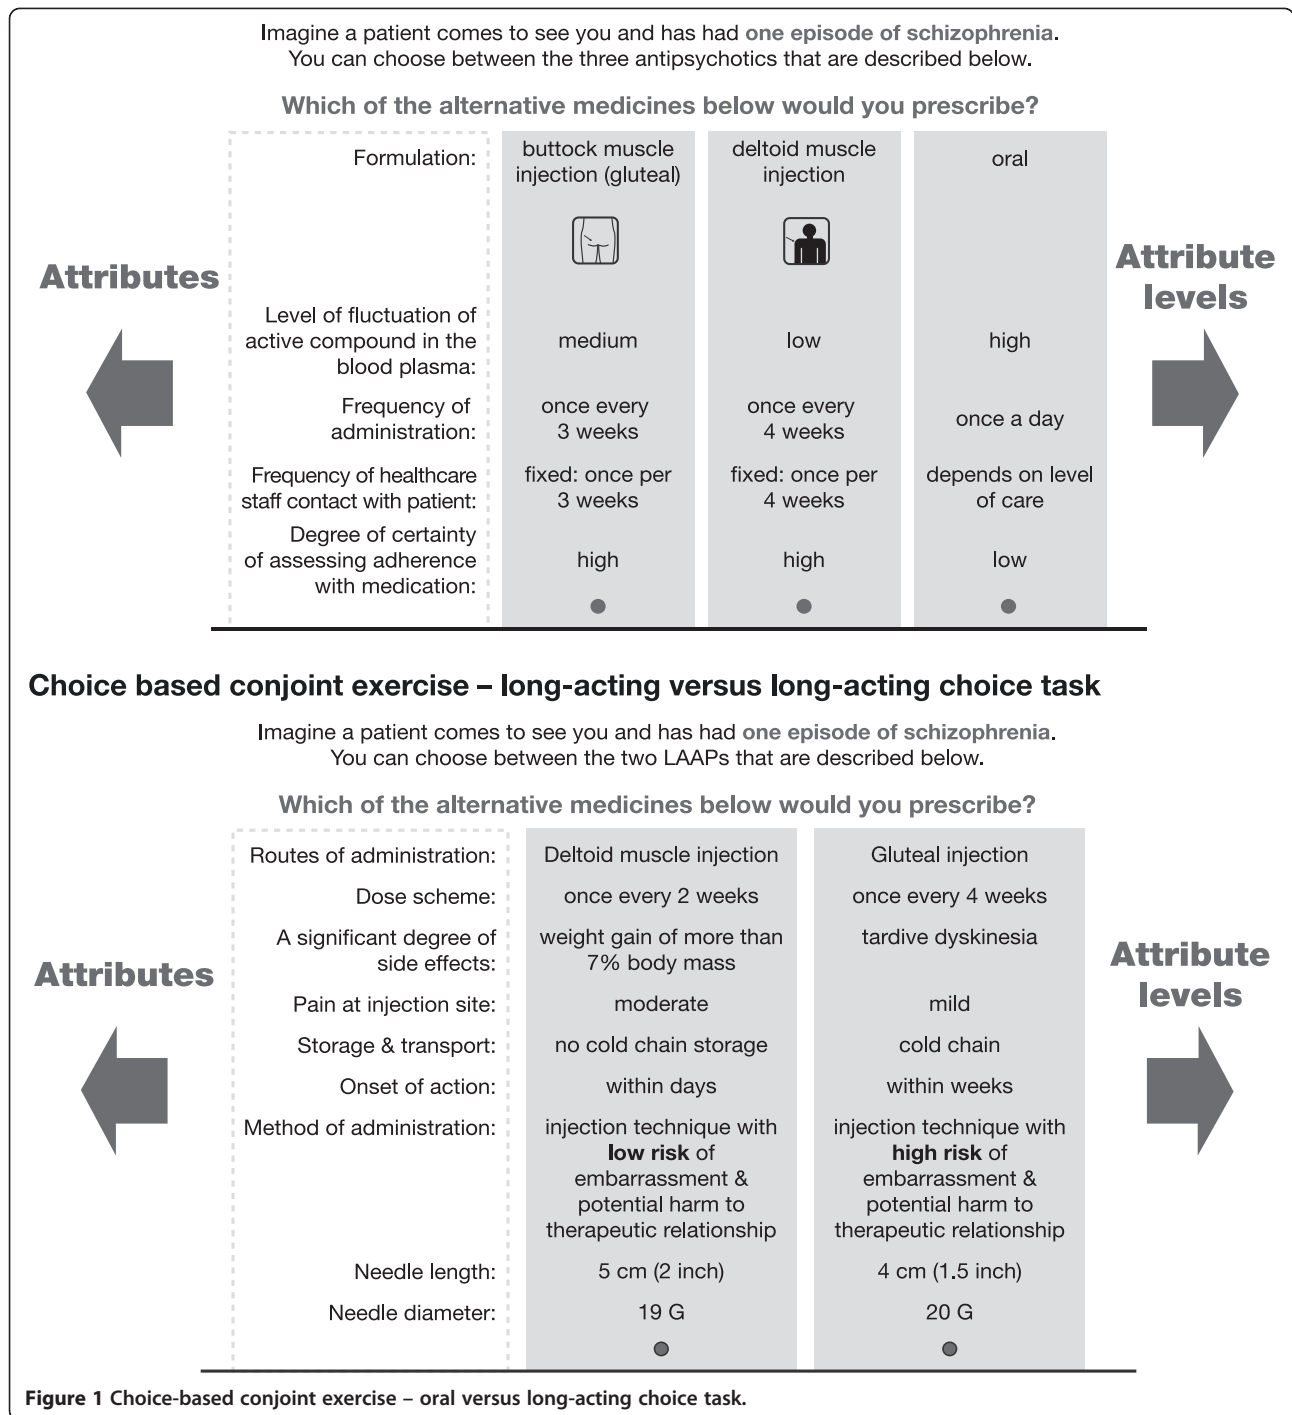 Imagine a patient comes to see you and has had one episode of schizophrenia.
You can choose between the three antipsychotics that are described below.
Which of the alternative medicines below would you prescribe?
Formulation:
buttock muscle
injection (gluteal)
deltoid muscle
injection
oral
Attributes
Attribute
levels
Level of fluctuation of
active compound in the
blood plasma:
medium
low
high
Frequency of
administration:
once every
3 weeks
once every
4 weeks
once a day
Frequency of healthcare
staff contact with patient:
fixed: once per
3 weeks
fixed: once per
4 weeks
depends on level
of care
Degree of certainty
of assessing adherence
with medication:
high
high
low
Choice based conjoint exercise – long-acting versus long-acting choice task
Imagine a patient comes to see you and has had one episode of schizophrenia.
You can choose between the two LAAPs that are described below.
Which of the alternative medicines below would you prescribe?
Routes of administration:
Deltoid muscle injection
Gluteal injection
Dose scheme:
once every 2 weeks
once every 4 weeks
A significant degree of
side effects:
weight gain of more than
7% body mass
tardive dyskinesia
Attributes
Attribute
levels
Pain at injection site:
moderate
mild
Storage & transport:
no cold chain storage
cold chain
Onset of action:
within days
within weeks
Method of administration:
injection technique with
low risk of
embarrassment &
potential harm to
therapeutic relationship
injection technique with
high risk of
embarrassment &
potential harm to
therapeutic relationship
Needle length:
5 cm (2 inch)
4 cm (1.5 inch)
Needle diameter:
19 G
20 G
Figure 1 Choice-based conjoint exercise – oral versus long-acting choice task.